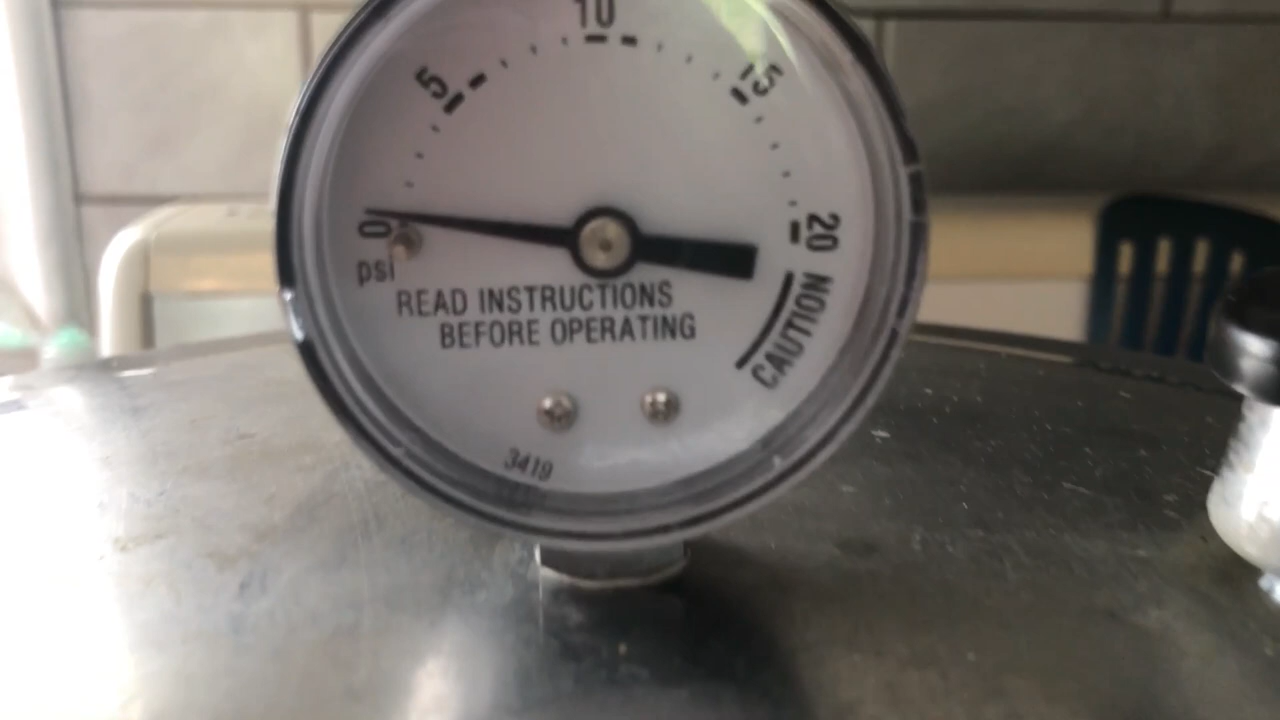 10
5
15
0
20
psi
READ INSTRUCTIONS
BEFORE OPERATING
CAUTION
3419